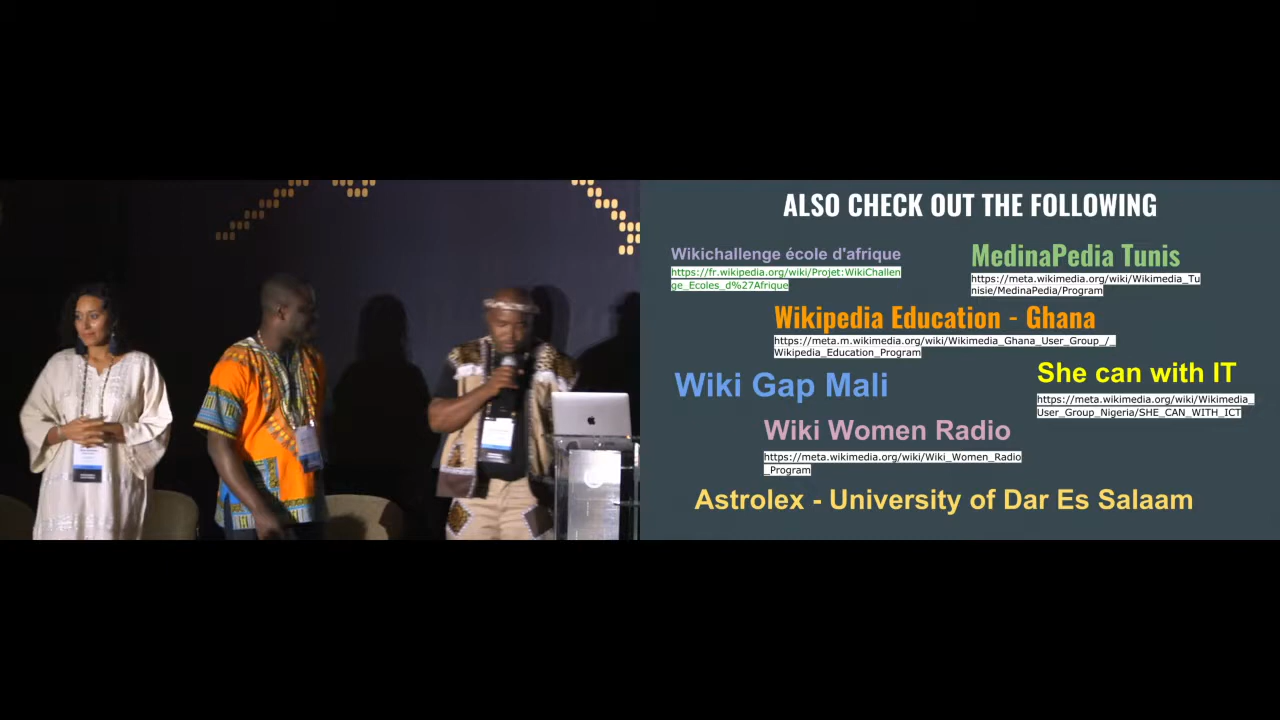 ALSO CHECK OUT THE FOLLOWING
Wikichallenge école d'afrique
https://fr.wikipedia.org/wiki/Projet:WikiChallen
ge_Ecoles_d%27Afrique
MedinaPedia Tunis
https://meta.wikimedia.org/wiki/Wikimedia_Tu
nisie/MedinaPedia/Program
Wikipedia Education - Ghana
https://meta.m.wikimedia.org/wiki/Wikimedia_Ghana_User_Group_/_
Wikipedia_Education_Program
Wiki Gap Mali
She can with IT
https://meta.wikimedia.org/wiki/Wikimedia_
User_Group_Nigeria/SHE_CAN_WITH_ICT
Wiki Women Radio
https://meta.wikimedia.org/wiki/Wiki_Women_Radio
_Program
Astrolex - University of Dar Es Salaam